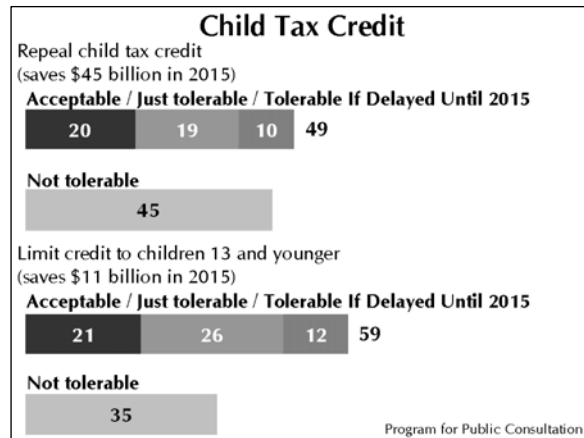 Child Tax Credit
Repeal child tax credit
(saves $45 billion in 2015)
Acceptable / Just tolerable / Tolerable If Delayed Until 2015
20 19 10 49
Not tolerable
45
Limit credit to children 13 and younger
(saves $11 billion in 2015)
Acceptable / Just tolerable / Tolerable If Delayed Until 2015
21 26 12 59
Not tolerable
35
Program for Public Consultation